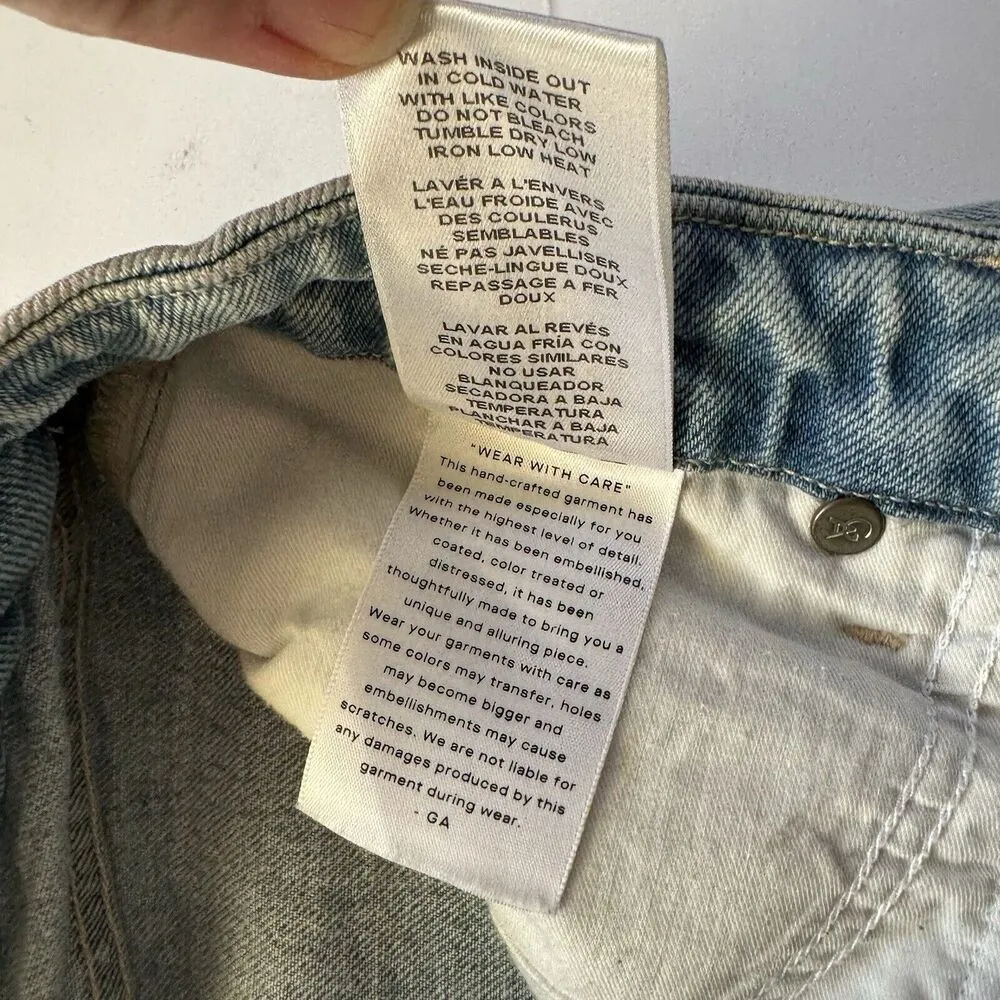 WASH INSIDE OUT
IN COLD WATER
WITH LIKE COLORS
DO NOT BLEACH
TUMBLE DRY LOW
IRON LOW HEAT
LAVÉR A L'ENVERS
L'EAU FROIDE AVEC
DES COULERUS
SEMBLABLES
NÉ PAS JAVELLISER
SECHE-LINGUE DOUX
REPASSAGE A FER
DOUX
LAVAR AL REVÉS
EN AGUA FRÍA CON
COLORES SIMILARES
NO USAR
BLANQUEADOR
SECADORA A BAJA
TEMPERATURA
PLANCHAR A BAJA
TEMPERATURA
"WEAR WITH CARE"
This hand-crafted garment has
been made especially for you
with the highest level of detail.
Whether it has been embellished,
coated, color treated or
distressed, it has been
thoughtfully made to bring you a
unique and alluring piece.
Wear your garments with care as
some colors may transfer, holes
may become bigger and
embellishments may cause
scratches. We are not liable for
any damages produced by this
garment during wear.
- GA